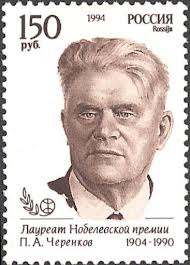 150
руб.
1994
РОССИЯ
Rossija
Лауреат Нобелевской премии
П. А. Черенков 1904-1990